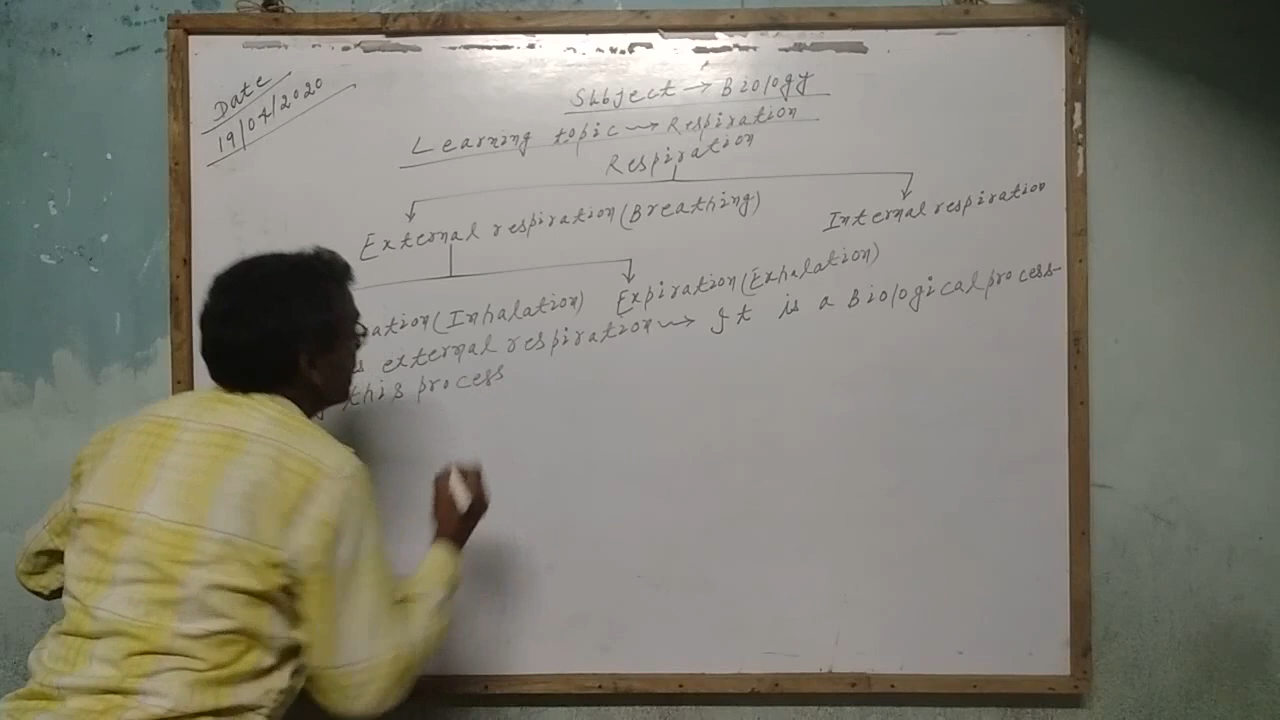 Date
19/04/2020
Subject → Biology
Learning topic → Respiration
Respiration
External respiration (Breathing) Internal respiration
ation (Inhalation) Expiration (Exhalation)
external respiration → It is a Biological process
this process